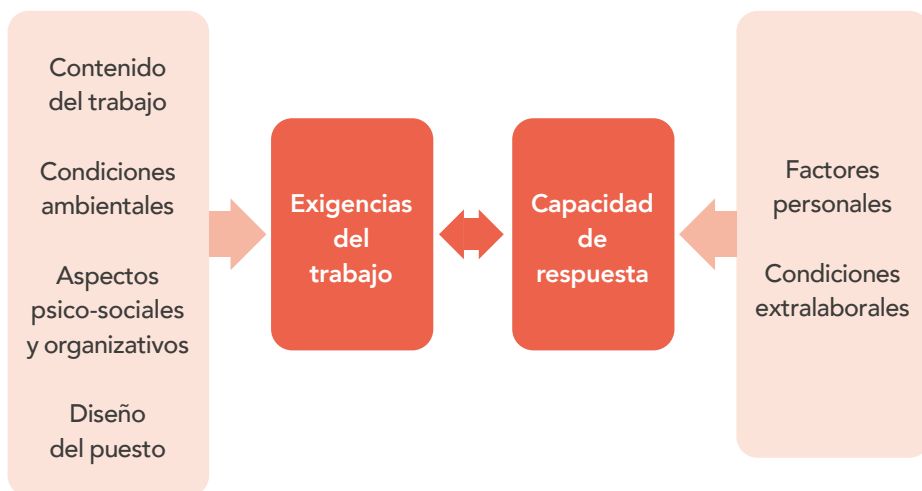 Contenido
del trabajo
Condiciones
ambientales
Aspectos
psico-sociales
y organizativos
Diseño
del puesto
Exigencias
del
trabajo
Capacidad
de
respuesta
Factores
personales
Condiciones
extralaborales